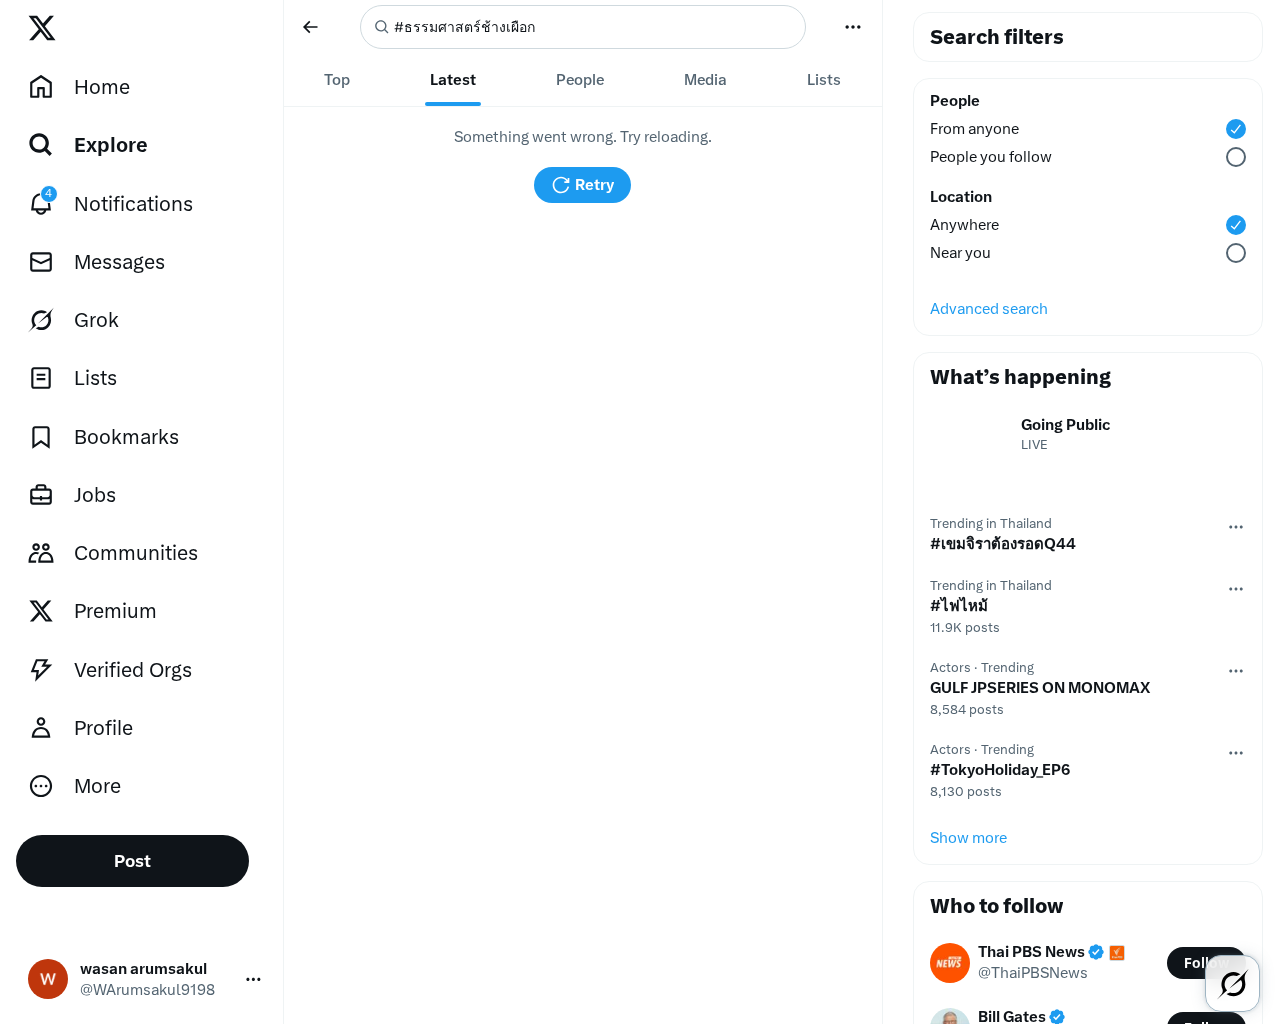 #ธรรมศาสตร์ช้างเผือก
Top
Latest
People
Media
Lists
Something went wrong. Try reloading.
Retry
Home
Explore
4
Notifications
Messages
Grok
Lists
Bookmarks
Jobs
Communities
Premium
Verified Orgs
Profile
More
Post
W
wasan arumsakul
@WArumsakul9198
Search filters
People
From anyone
People you follow
Location
Anywhere
Near you
Advanced search
What's happening
Going Public
LIVE
Trending in Thailand
#เขมจิราต้องรอดQ44
Trending in Thailand
#ไฟไหม้
11.9K posts
Actors · Trending
GULF JPSERIES ON MONOMAX
8,584 posts
Actors · Trending
#TokyoHoliday_EP6
8,130 posts
Show more
Who to follow
NEWS
Thai PBS News
@ThaiPBSNews
Follow
Bill Gates